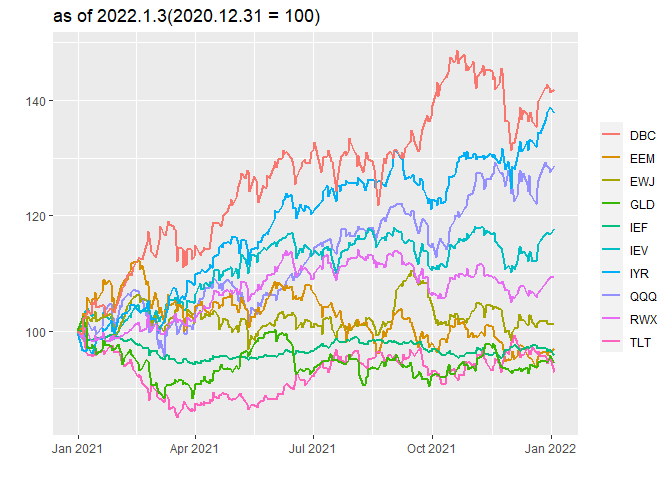 as of 2022.1.3(2020.12.31 = 100)
140
120
100
Jan 2021
Apr 2021
Jul 2021
Oct 2021
Jan 2022
DBC
EEM
EWJ
GLD
IEF
IEV
IYR
QQQ
RWX
TLT